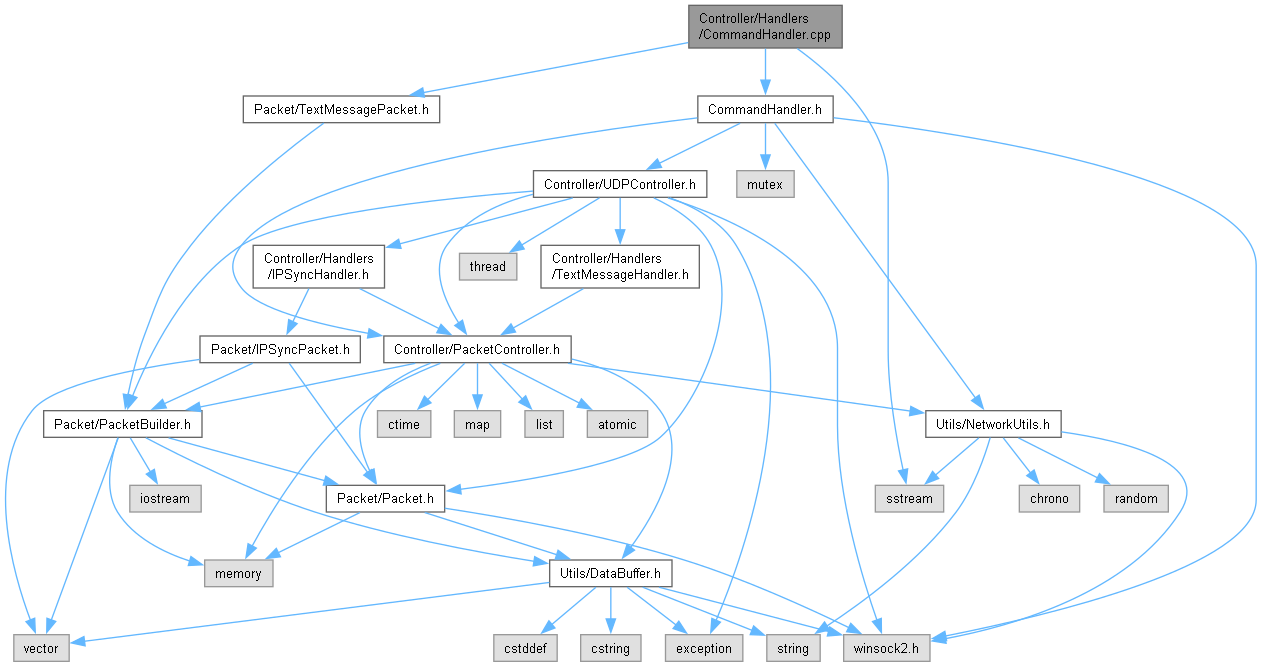 Controller/Handlers
/CommandHandler.cpp
Packet/TextMessagePacket.h
CommandHandler.h
Controller/UDPController.h
mutex
Controller/Handlers
/IPSyncHandler.h
thread
Controller/Handlers
/TextMessageHandler.h
Packet/IPSyncPacket.h
Controller/PacketController.h
Packet/PacketBuilder.h
ctime
map
list
atomic
Utils/NetworkUtils.h
iostream
Packet/Packet.h
sstream
chrono
random
memory
Utils/DataBuffer.h
vector
cstddef
cstring
exception
string
winsock2.h